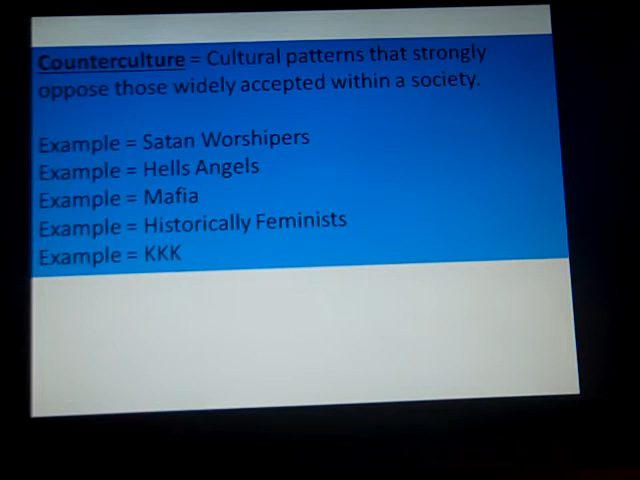 Counterculture = Cultural patterns that strongly
oppose those widely accepted within a society.
Example = Satan Worshipers
Example = Hells Angels
Example = Mafia
Example = Historically Feminists
Example = KKK